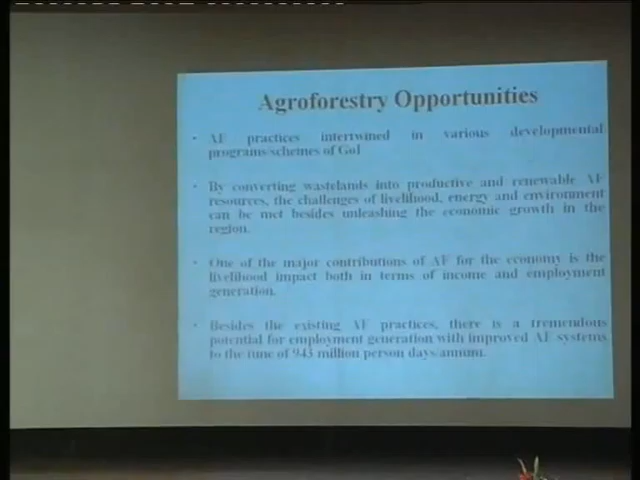 Agroforestry Opportunities
• AF practices intertwined in various developmental
programs/schemes of GoI
• By converting wastelands into productive and renewable AF
resources, the challenges of livelihood, energy and environment
can be met besides unleashing the economic growth in the
region.
• One of the major contributions of AF for the economy is the
livelihood impact both in terms of income and employment
generation.
• Besides the existing AF practices, there is a tremendous
potential for employment generation with improved AF systems
to the tune of 943 million person days/annum.